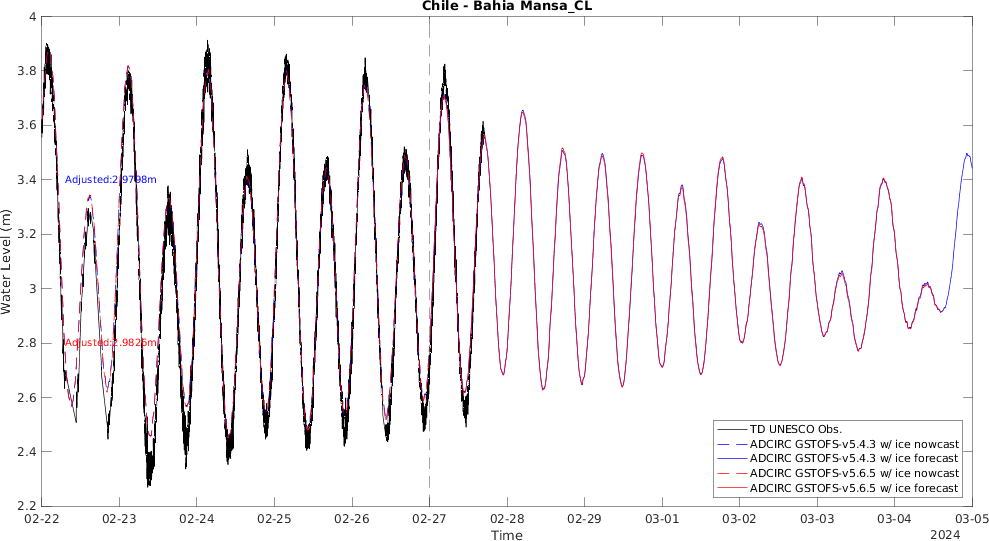 Chile - Bahia Mansa_CL
4
3.8
3.6
3.4
3.2
3
2.8
2.6
2.4
2.2
Water Level (m)
Adjusted:2.9798m
Adjusted:2.9825m
TD UNESCO Obs.
ADCIRC GSTOFS-v5.4.3 w/ ice nowcast
ADCIRC GSTOFS-v5.4.3 w/ ice forecast
ADCIRC GSTOFS-v5.6.5 w/ ice nowcast
ADCIRC GSTOFS-v5.6.5 w/ ice forecast
02-22 02-23 02-24 02-25 02-26 02-27 02-28 02-29 03-01 03-02 03-03 03-04 03-05
Time
2024